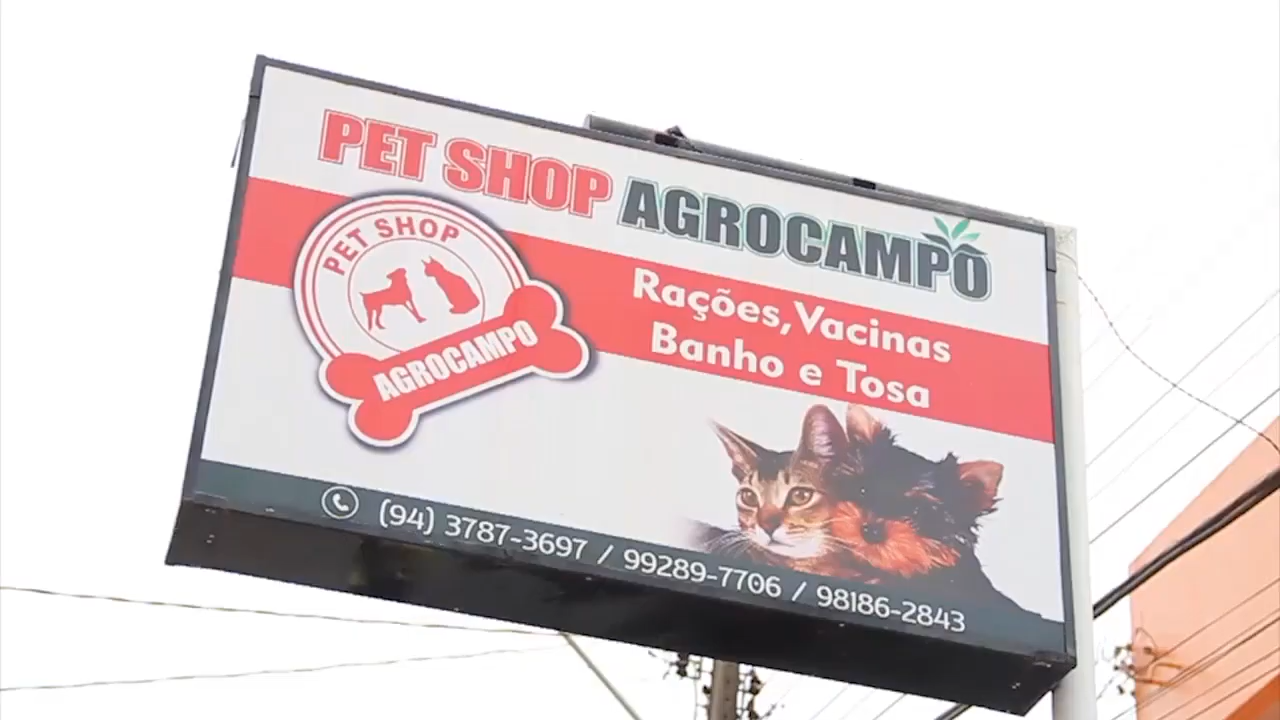 PET SHOP AGROCAMPO
PET SHOP
AGROCAMPO
Rações, Vacinas
Banho e Tosa
(94) 3787-3697 / 99289-7706 / 98186-2843